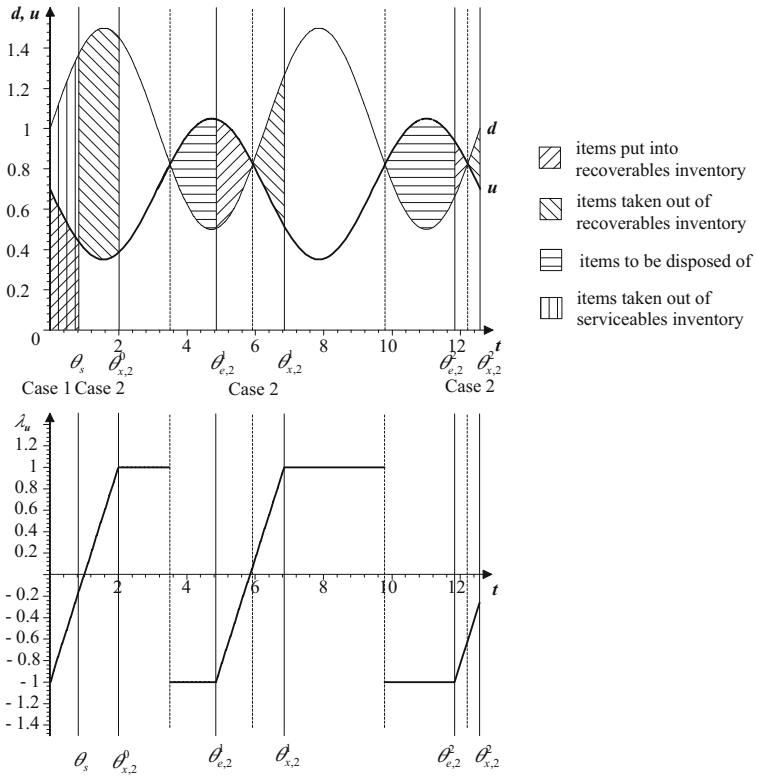 d, u
1.4
1.2
1
0.8
0.6
0.4
0.2
0
2 4 6 8 10 12 t
d
u
θs θ⁰x,2 θ¹e,2 θ¹x,2 θ²e,2 θ²x,2
Case 1 Case 2 Case 2 Case 2
items put into
recoverables inventory
items taken out of
recoverables inventory
items to be disposed of
items taken out of
serviceables inventory
λu
1.2
1
0.8
0.6
0.4
0.2
2 4 6 8 10 12 t
- 0.2
- 0.4
- 0.6
- 0.8
- 1
- 1.2
- 1.4
θs θ⁰x,2 θ¹e,2 θ¹x,2 θ²e,2 θ²x,2